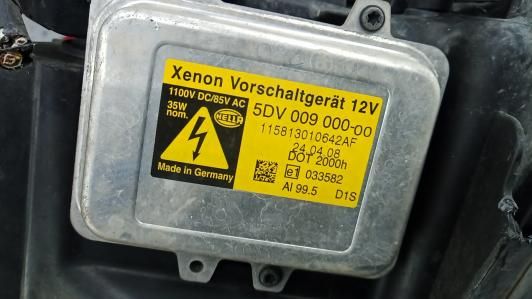 Xenon Vorschaltgerät 12V
1100V DC/85V AC
35W
nom.
HELLA
5DV 009 000-00
115813010642AF
24.04.08
DOT 2000h
e1 033582
Made in Germany
Al 99.5 D1S